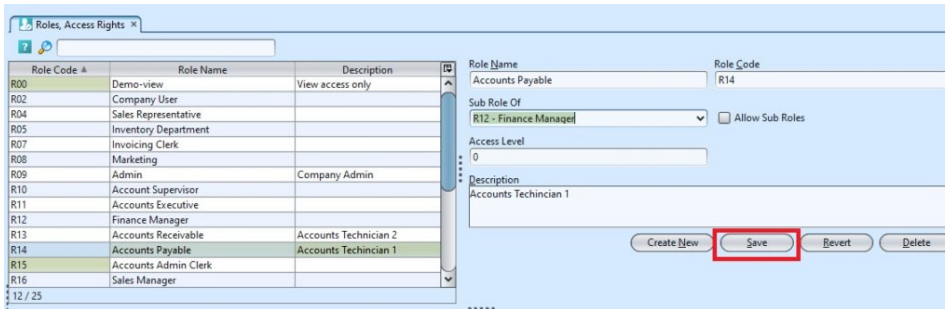 Roles, Access Rights ×
?
Role Code Role Name Description
R00 Demo-view View access only
R02 Company User
R04 Sales Representative
R05 Inventory Department
R07 Invoicing Clerk
R08 Marketing
R09 Admin Company Admin
R10 Account Supervisor
R11 Accounts Executive
R12 Finance Manager
R13 Accounts Receivable Accounts Technician 2
R14 Accounts Payable Accounts Techincian 1
R15 Accounts Admin Clerk
R16 Sales Manager
12 / 25
Role Name Role Code
Accounts Payable R14
Sub Role Of
R12 - Finance Manager Allow Sub Roles
Access Level
0
Description
Accounts Techincian 1
Create New Save Revert Delete